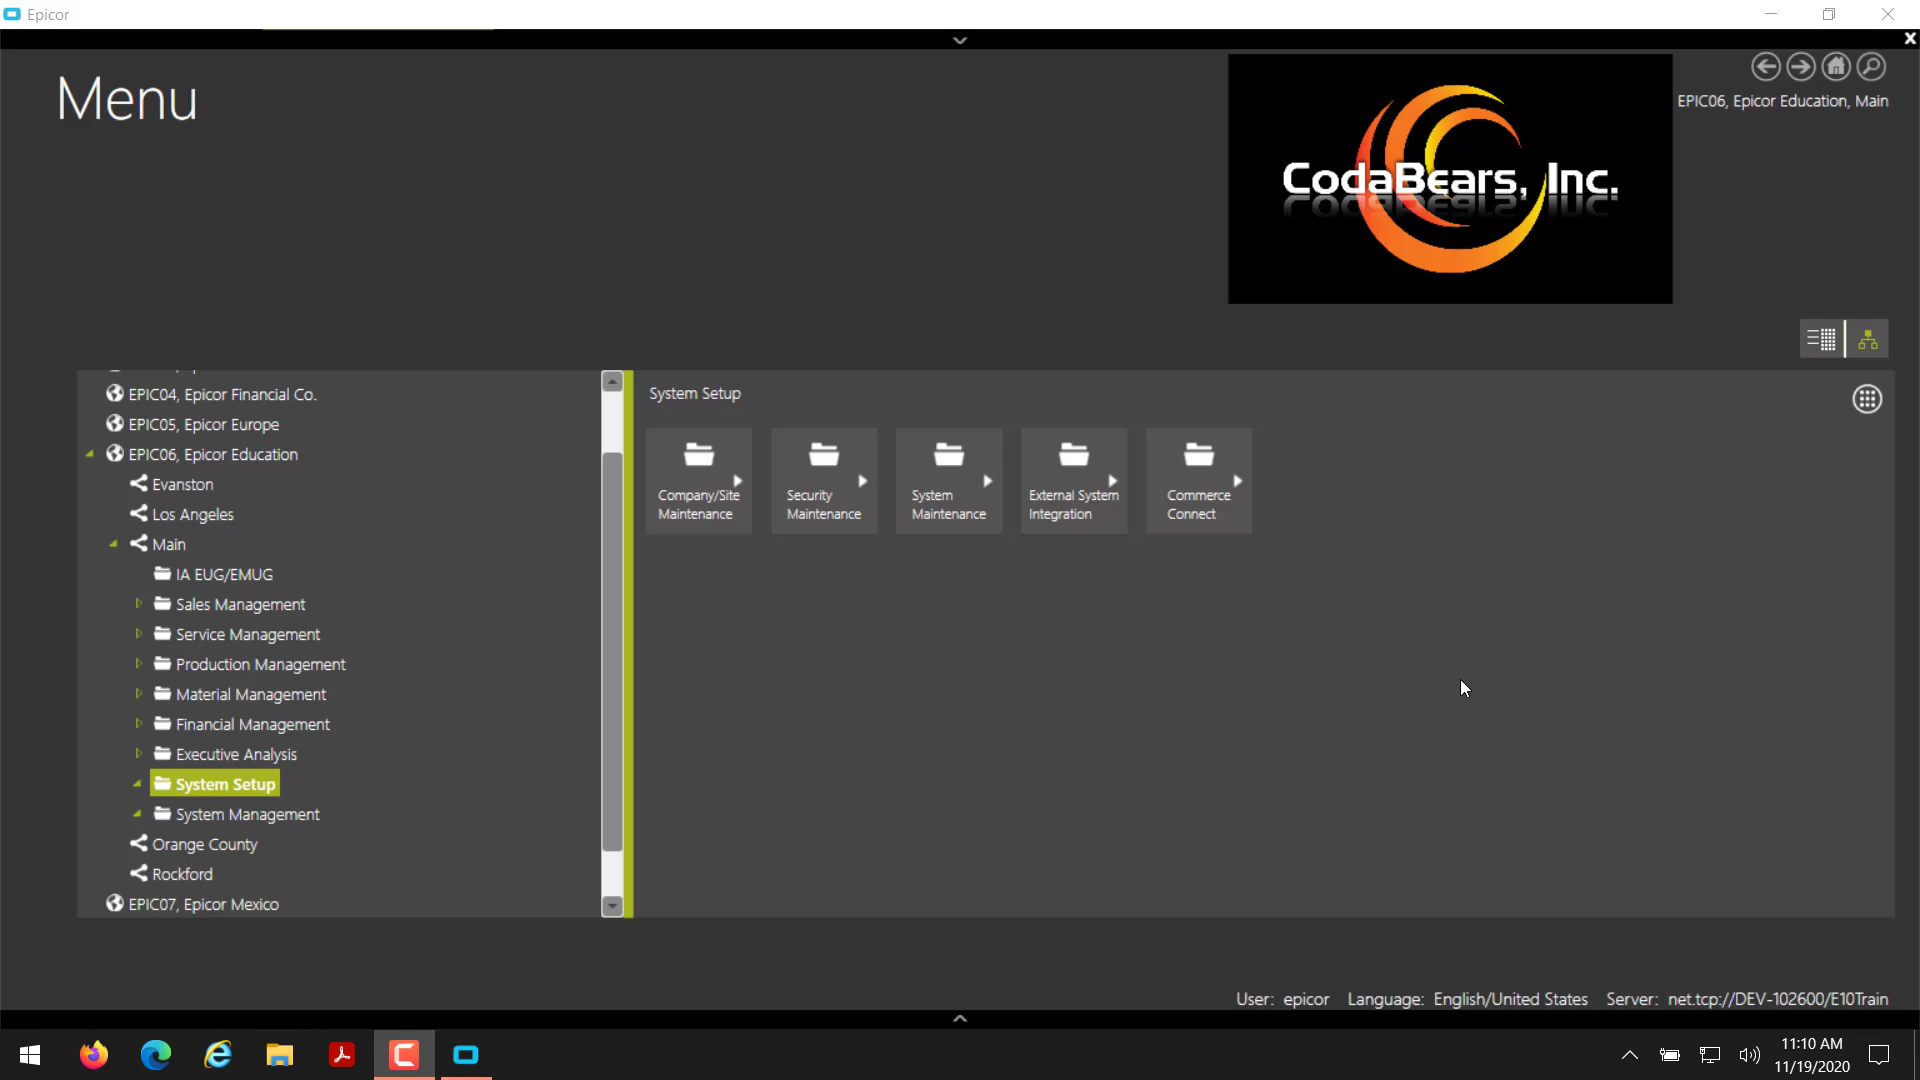 Epicor
X
Menu
CodaBears, Inc.
EPIC06, Epicor Education, Main
EPIC04, Epicor Financial Co.
EPIC05, Epicor Europe
EPIC06, Epicor Education
Evanston
Los Angeles
Main
IA EUG/EMUG
Sales Management
Service Management
Production Management
Material Management
Financial Management
Executive Analysis
System Setup
System Management
Orange County
Rockford
EPIC07, Epicor Mexico
System Setup
Company/Site
Maintenance
Security
Maintenance
System
Maintenance
External System
Integration
Commerce
Connect
User: epicor Language: English/United States Server: net.tcp://DEV-102600/E10Train
11:10 AM
11/19/2020